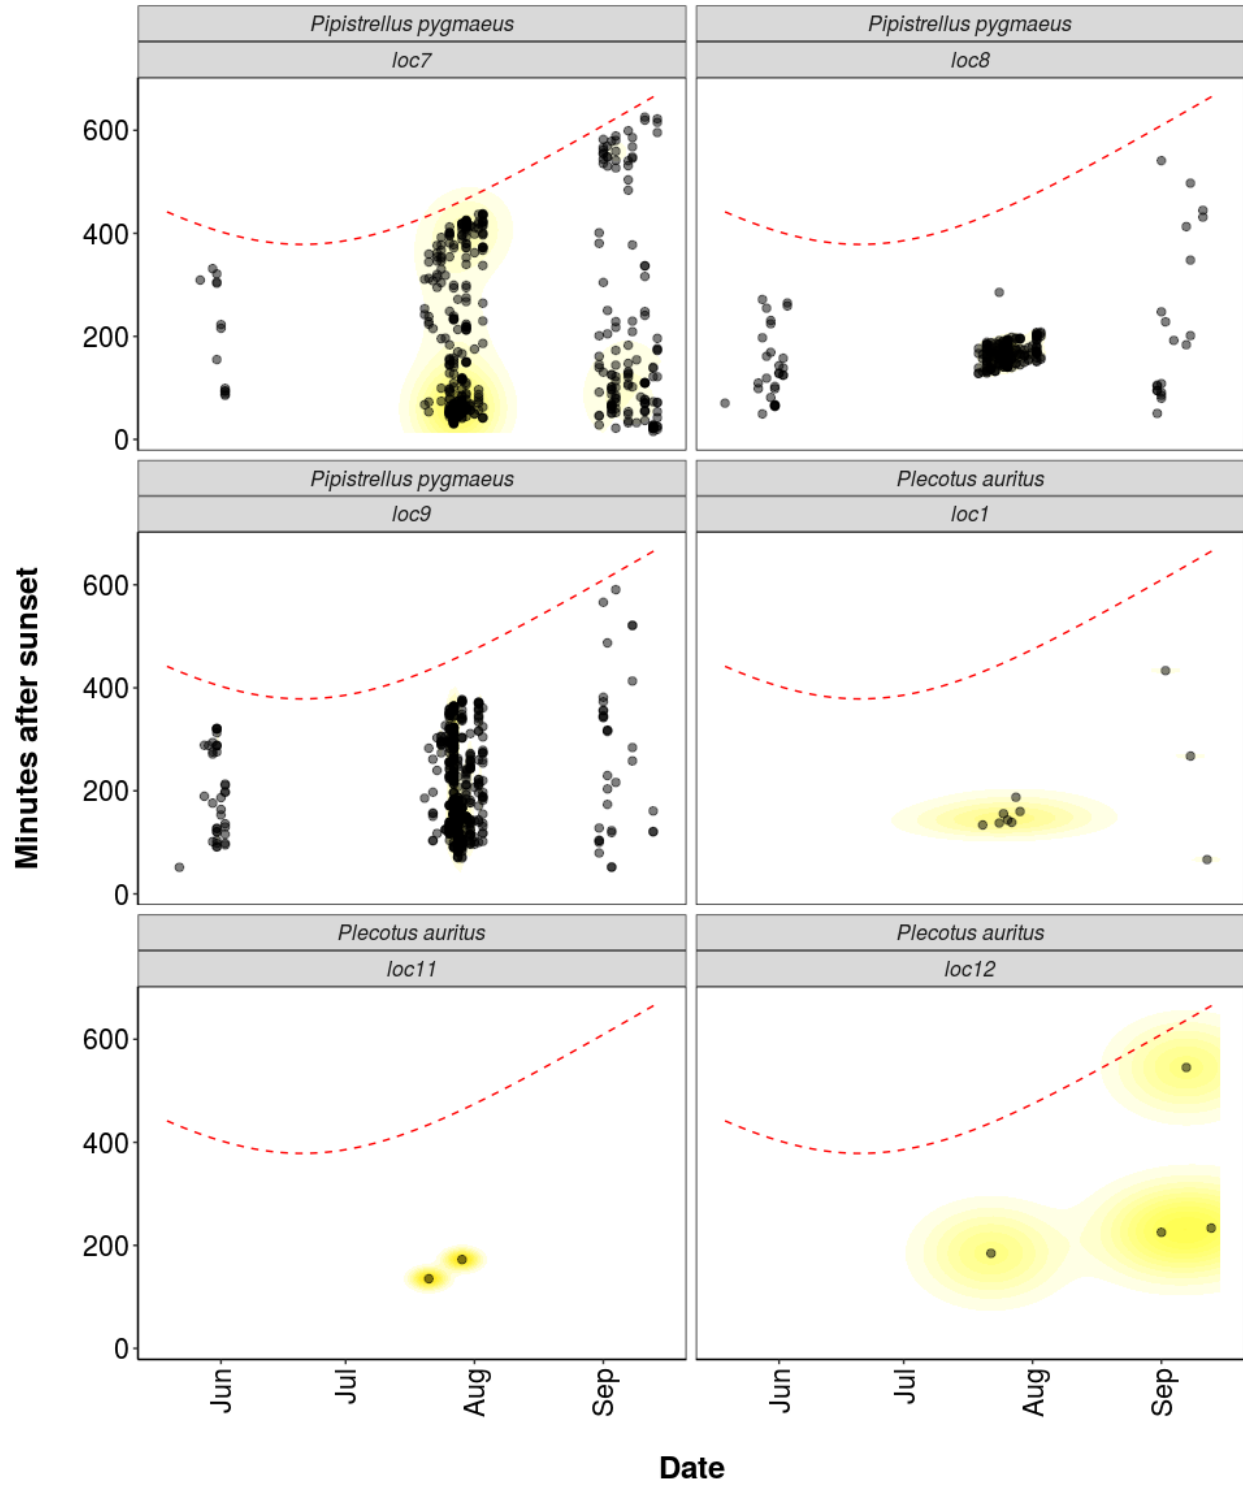 Pipistrellus pygmaeus
loc7
Pipistrellus pygmaeus
loc8
600
400
200
0
Pipistrellus pygmaeus
loc9
Plecotus auritus
loc1
600
400
200
0
Plecotus auritus
loc11
Plecotus auritus
loc12
600
400
200
0
Jun
Jul
Aug
Sep
Jun
Jul
Aug
Sep
Minutes after sunset
Date